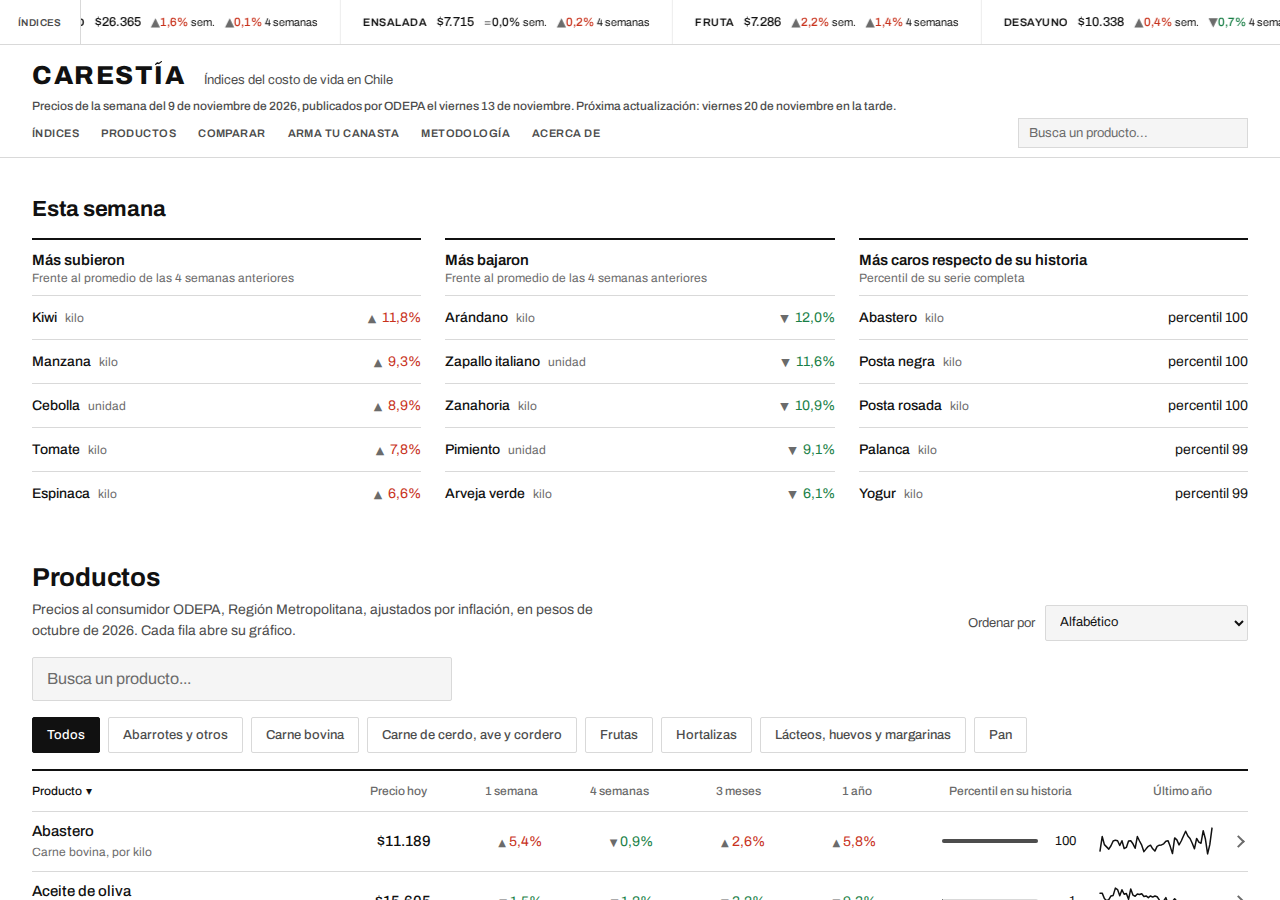 ÍNDICES $26.365 ▲1,6% sem. ▲0,1% 4 semanas ENSALADA $7.715 =0,0% sem. ▲0,2% 4 semanas FRUTA $7.286 ▲2,2% sem. ▲1,4% 4 semanas DESAYUNO $10.338 ▲0,4% sem. ▼0,7%
CARESTÍA Índices del costo de vida en Chile
Precios de la semana del 9 de noviembre de 2026, publicados por ODEPA el viernes 13 de noviembre. Próxima actualización: viernes 20 de noviembre en la tarde.
ÍNDICES PRODUCTOS COMPARAR ARMA TU CANASTA METODOLOGÍA ACERCA DE Busca un producto...
Esta semana
Más subieron
Frente al promedio de las 4 semanas anteriores
Kiwi kilo ▲ 11,8%
Manzana kilo ▲ 9,3%
Cebolla unidad ▲ 8,9%
Tomate kilo ▲ 7,8%
Espinaca kilo ▲ 6,6%
Más bajaron
Frente al promedio de las 4 semanas anteriores
Arándano kilo ▼ 12,0%
Zapallo italiano unidad ▼ 11,6%
Zanahoria kilo ▼ 10,9%
Pimiento unidad ▼ 9,1%
Arveja verde kilo ▼ 6,1%
Más caros respecto de su historia
Percentil de su serie completa
Abastero kilo percentil 100
Posta negra kilo percentil 100
Posta rosada kilo percentil 100
Palanca kilo percentil 99
Yogur kilo percentil 99
Productos
Precios al consumidor ODEPA, Región Metropolitana, ajustados por inflación, en pesos de
octubre de 2026. Cada fila abre su gráfico.
Ordenar por Alfabético
Busca un producto...
Todos Abarrotes y otros Carne bovina Carne de cerdo, ave y cordero Frutas Hortalizas Lácteos, huevos y margarinas Pan
Producto ▼ Precio hoy 1 semana 4 semanas 3 meses 1 año Percentil en su historia Último año
Abastero $11.189 ▲5,4% ▼0,9% ▲2,6% ▲5,8% 100
Carne bovina, por kilo
Aceite de oliva